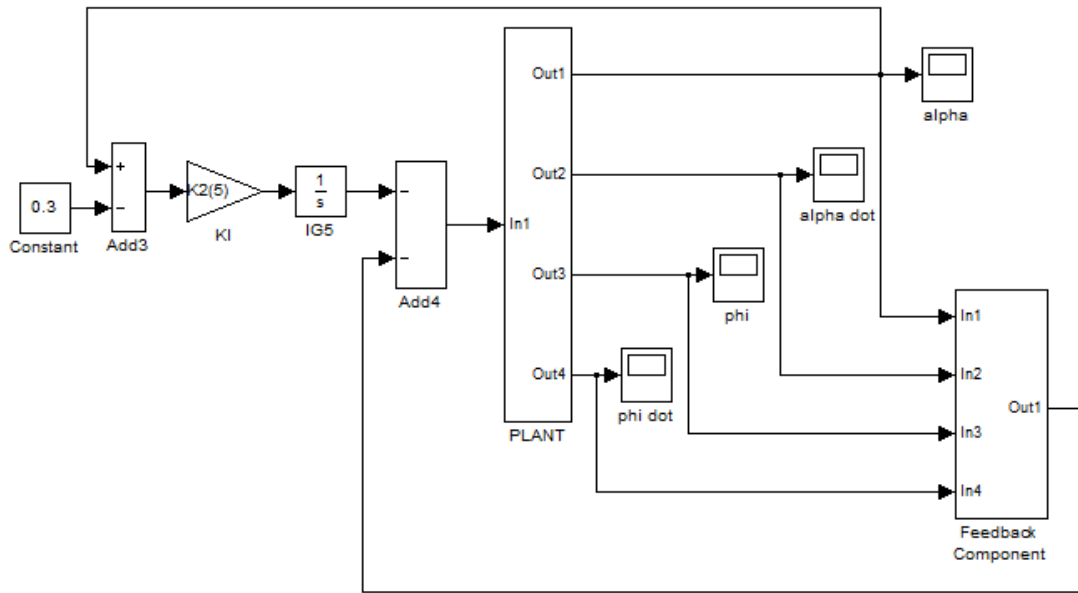 Out1
alpha
+
−
0.3
Constant
Add3
K2(5)
KI
1
s
IG5
−
−
Add4
In1
Out2
alpha dot
Out3
phi
Out4
phi dot
PLANT
In1
In2
In3
In4
Out1
Feedback
Component